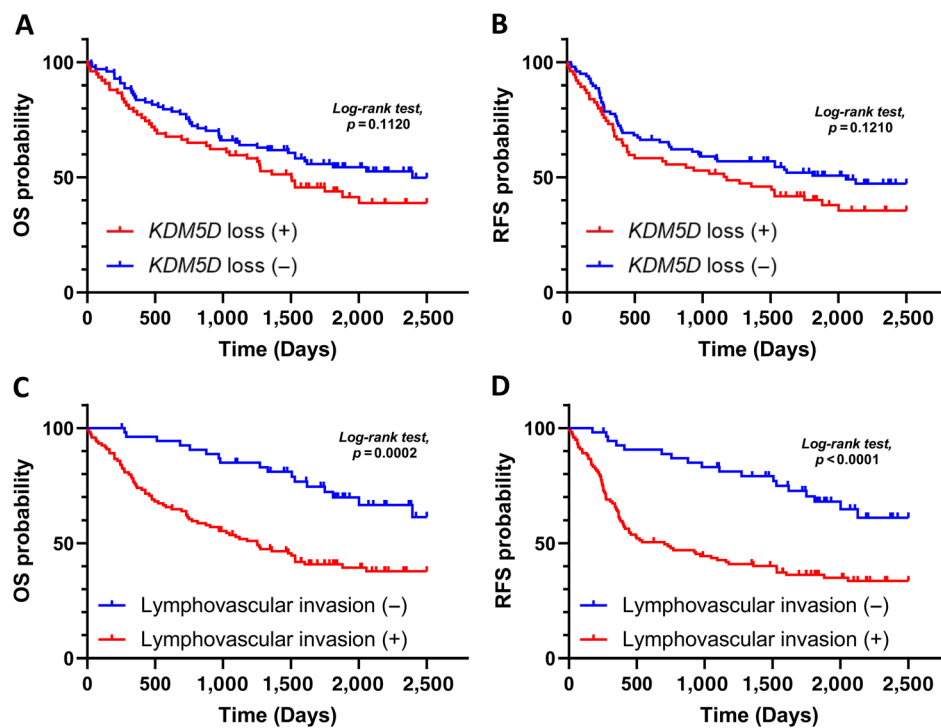 A
OS probability
100
50
0
Log-rank test,
p = 0.1120
KDM5D loss (+)
KDM5D loss (–)
0 500 1,000 1,500 2,000 2,500
Time (Days)
B
RFS probability
100
50
0
Log-rank test,
p = 0.1210
KDM5D loss (+)
KDM5D loss (–)
0 500 1,000 1,500 2,000 2,500
Time (Days)
C
OS probability
100
50
0
Log-rank test,
p = 0.0002
Lymphovascular invasion (–)
Lymphovascular invasion (+)
0 500 1,000 1,500 2,000 2,500
Time (Days)
D
RFS probability
100
50
0
Log-rank test,
p < 0.0001
Lymphovascular invasion (–)
Lymphovascular invasion (+)
0 500 1,000 1,500 2,000 2,500
Time (Days)